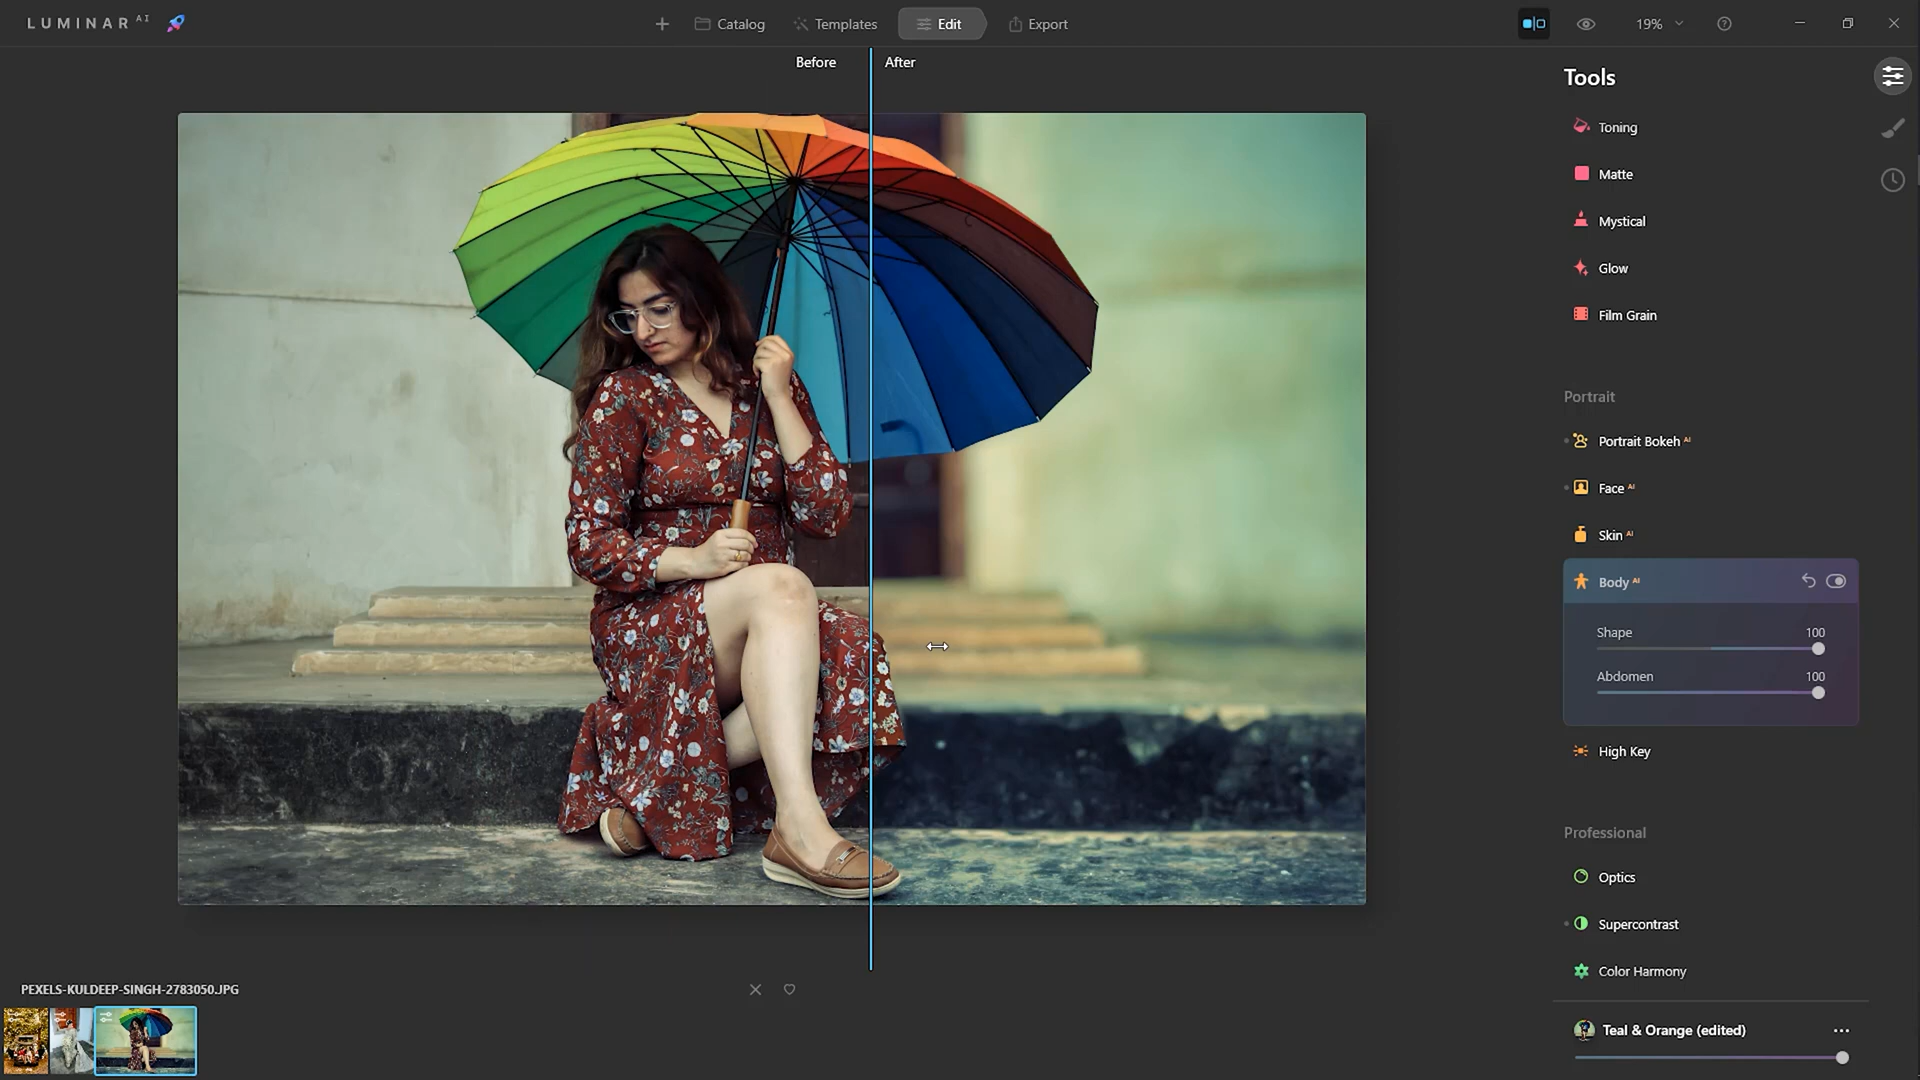 LUMINAR AI
Catalog
Templates
Edit
Export
19%
Before
After
Tools
Toning
Matte
Mystical
Glow
Film Grain
Portrait
Portrait Bokeh AI
Face AI
Skin AI
Body AI
Shape 100
Abdomen 100
High Key
Professional
Optics
Supercontrast
Color Harmony
Teal & Orange (edited)
PEXELS-KULDEEP-SINGH-2783050.JPG